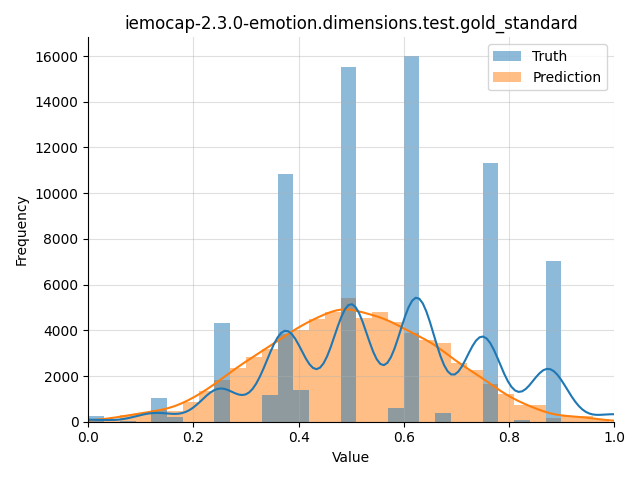 iemocap-2.3.0-emotion.dimensions.test.gold_standard
Truth
Prediction
Frequency
16000
14000
12000
10000
8000
6000
4000
2000
0
0.0 0.2 0.4 0.6 0.8 1.0
Value